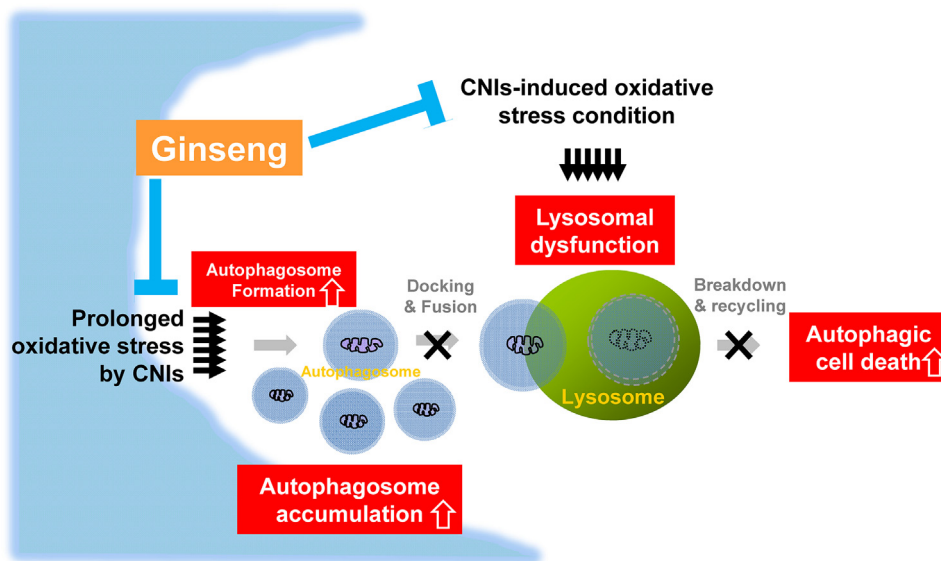 CNIs-induced oxidative
stress condition
Ginseng
Lysosomal
dysfunction
Autophagosome
Formation
Docking
& Fusion
Breakdown
& recycling
Prolonged
oxidative stress
by CNIs
Autophagosome
Lysosome
Autophagic
cell death
Autophagosome
accumulation